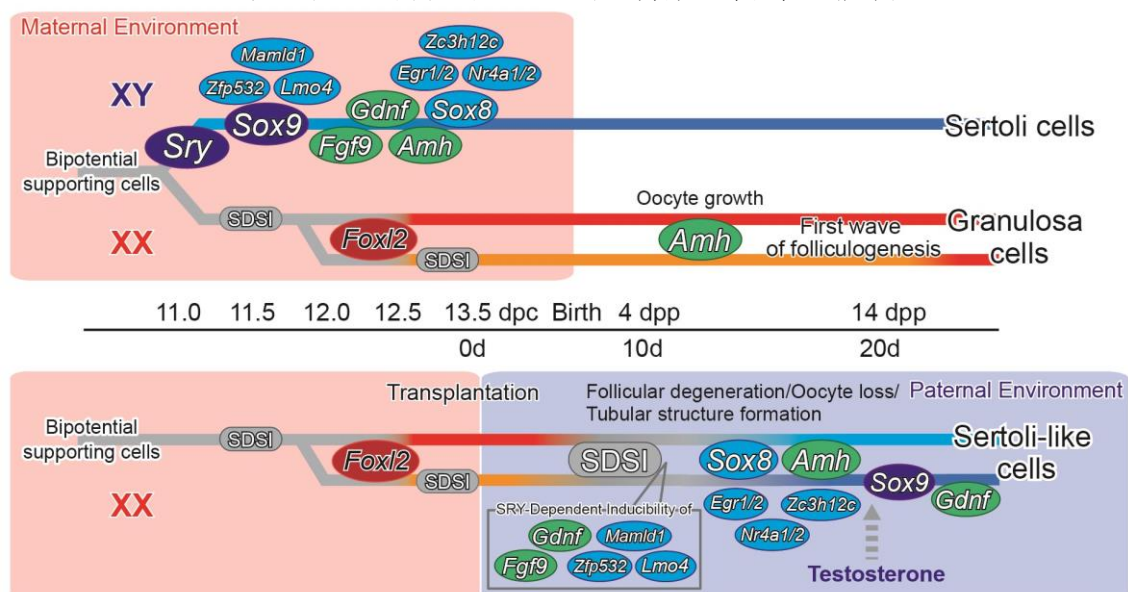 Maternal Environment
XY
Mamld1
Zfp532
Lmo4
Sox9
Sry
Zc3h12c
Egr1/2
Nr4a1/2
Gdnf
Sox8
Fgf9
Amh
Sertoli cells
Bipotential
supporting cells
XX
SDSI
Foxl2
SDSI
Oocyte growth
Amh
First wave
of folliculogenesis
Granulosa
cells
11.0 11.5 12.0 12.5 13.5 dpc Birth 4 dpp 14 dpp
0d 10d 20d
Transplantation
Follicular degeneration/Oocyte loss/
Tubular structure formation
Paternal Environment
Bipotential
supporting cells
XX
SDSI
Foxl2
SDSI
SDSI
Sox8
Amh
Sox9
Gdnf
Sertoli-like
cells
Egr1/2
Zc3h12c
Nr4a1/2
SRY-Dependent Inducibility of
Gdnf
Mamld1
Fgf9
Zfp532
Lmo4
Testosterone